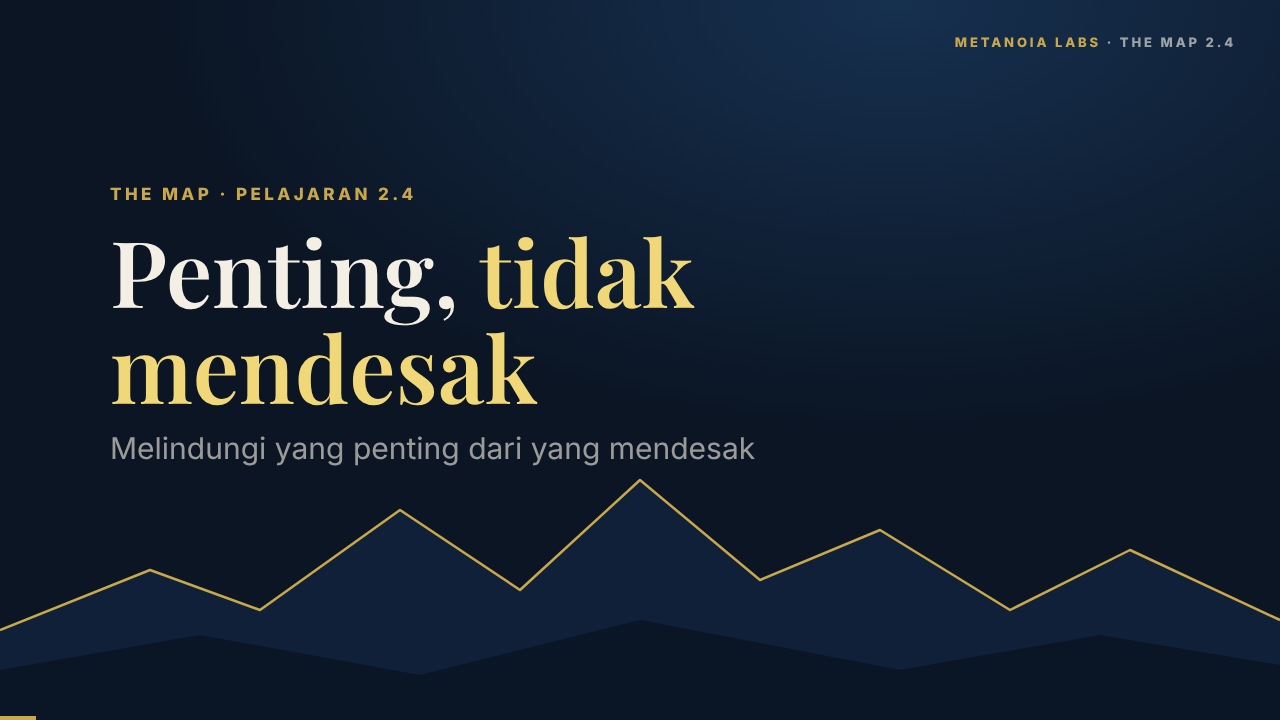 METANOIA LABS · THE MAP 2.4
THE MAP · PELAJARAN 2.4
Penting, tidak
mendesak
Melindungi yang penting dari yang mendesak